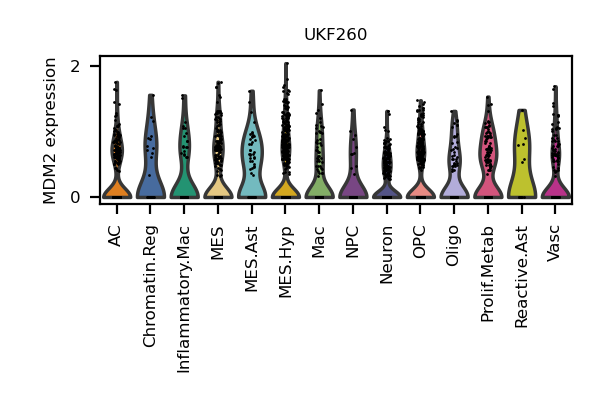 UKF260
MDM2 expression
2
0
AC
Chromatin.Reg
Inflammatory.Mac
MES
MES.Ast
MES.Hyp
Mac
NPC
Neuron
OPC
Oligo
Prolif.Metab
Reactive.Ast
Vasc